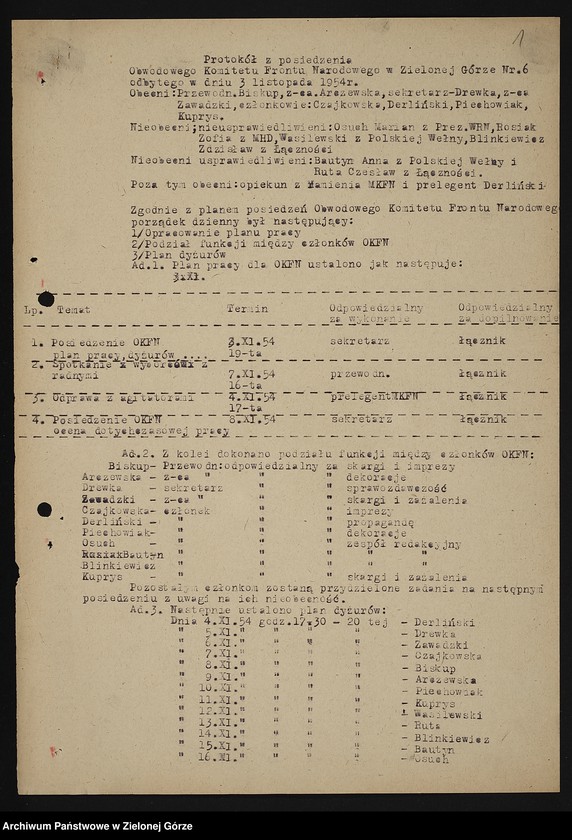 1
Protokół z posiedzenia
Obwodowego Komitetu Frontu Narodowego w Zielonej Górze Nr.6
odbytego w dniu 3 listopada 1954r.
Obecni:Przewodn.Biskup,z-ca.Arczewska,sekretarz-Drewka,z-ca
Zawadzki,członkowie:Czajkowska,Derliński,Piechowiak,
Kuprys.
Nieobecni;nieusprawiedliwieni:Osuch Marian z Prez.WRN,Rosiak
Zofia z MHD,Wasilewski z Polskiej Wełny,Blinkiewicz
Zdzisław z Łączności
Nieobecni usprawiedliwieni:Bautyn Anna z Polskiej Wełny i
Ruta Czesław z Łączności.
Poza tym obecni:opiekun z ramienia MKFN i prelegent Derliński
Zgodnie z planem posiedzeń Obwodowego Komitetu Frontu Narodoweg
porządek dzienny był następujący:
1/Opracowanie planu pracy
2/Podział funkcji między członków OKFN
3/Plan dyżurów
Ad.1. Plan pracy dla OKFN ustalono jak następuje:
3.XI.
Lp. Temat Termin Odpowiedzialny Odpowiedzialny
za wykonanie za dopilnowanie
1. Posiedzenie OKFN 3.XI.54 sekretarz łącznik
plan pracy,dyżurów .... 19-ta
2. Spotkanie z wyborcami z
radnymi 7.XI.54 przewodn. łącznik
16-ta
3. Odprawa z agitatorami 4.XI.54 prelegentMKFN łącznik
17-ta
4. Posiedzenie OKFN 8.XI.54 sekretarz łącznik
ocena dotychczasowej pracy
Ad.2. Z kolei dokonano podziału funkcji między członków OKFN:
Biskup- Przewodn:odpowiedzialny za skargi i imprezy
Arczewska - z-ca " " dekoracje
Drewka - sekretarz " sprawozdawczość
Zawadzki - z-ca " " skargi i zażalenia
Czajkowska- członek " imprezy
Derliński - " " propagandę
Piechowiak- " " dekoracje
Osuch - " " zespół redakcyjny
Bautyn " " " "
Blinkiewicz " " " "
Kuprys - " " skargi i zażalenia
Pozostałym członkom zostaną przydzielone zadania na następnym
posiedzeniu z uwagi na ich nieobecność.
Ad.3. Następnie ustalono plan dyżurów:
Dnia 4.XI.54 godz.17.30 - 20 tej - Derliński
" 5.XI." " " " - Drewka
" 6.XI." " " " - Zawadzki
" 7.XI." " " " - Czajkowska
" 8.XI." " " " - Biskup
" 9.XI." " " " - Arczewska
" 10.XI." " " " - Piechowiak
" 11.XI." " " " - Kuprys
" 12.XI." " " " - Wasilewski
" 13.XI." " " " - Ruta
" 14.XI." " " " - Blinkiewicz
" 15.XI." " " " - Bautyn
" 16.XI." " " " - Osuch
Archiwum Państwowe w Zielonej Górze